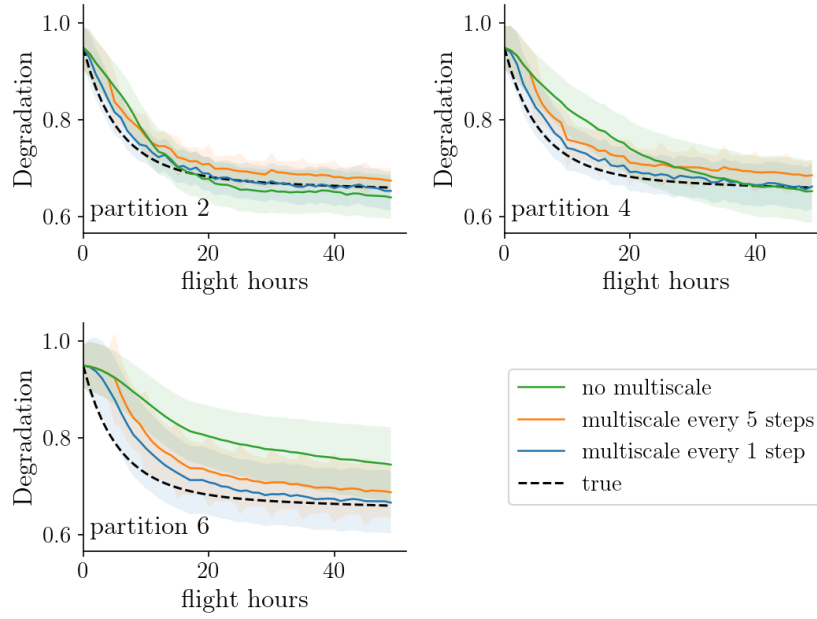 1.0
0.8
0.6
Degradation
partition 2
0
20
40
flight hours
1.0
0.8
0.6
Degradation
partition 4
0
20
40
flight hours
1.0
0.8
0.6
Degradation
partition 6
0
20
40
flight hours
no multiscale
multiscale every 5 steps
multiscale every 1 step
true